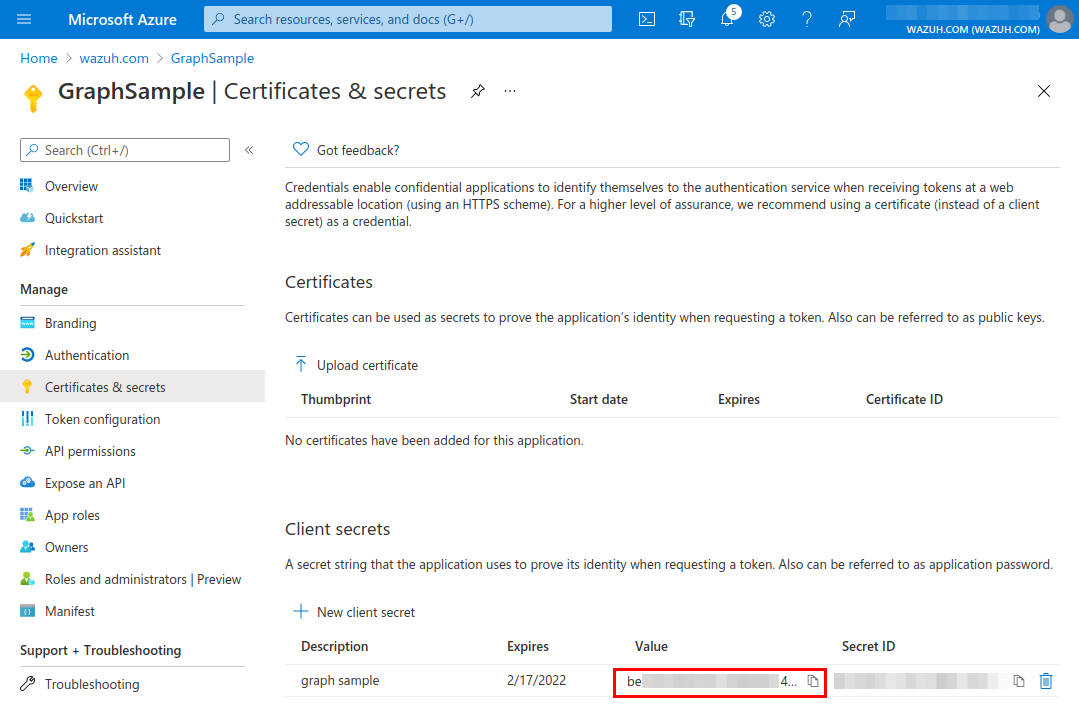 Microsoft Azure
Search resources, services, and docs (G+/)
5
WAZUH.COM (WAZUH.COM)
Home > wazuh.com > GraphSample
GraphSample | Certificates & secrets
Search (Ctrl+/)
Overview
Quickstart
Integration assistant
Manage
Branding
Authentication
Certificates & secrets
Token configuration
API permissions
Expose an API
App roles
Owners
Roles and administrators | Preview
Manifest
Support + Troubleshooting
Troubleshooting
Got feedback?
Credentials enable confidential applications to identify themselves to the authentication service when receiving tokens at a web
addressable location (using an HTTPS scheme). For a higher level of assurance, we recommend using a certificate (instead of a client
secret) as a credential.
Certificates
Certificates can be used as secrets to prove the application's identity when requesting a token. Also can be referred to as public keys.
Upload certificate
Thumbprint Start date Expires Certificate ID
No certificates have been added for this application.
Client secrets
A secret string that the application uses to prove its identity when requesting a token. Also can be referred to as application password.
New client secret
Description Expires Value Secret ID
graph sample 2/17/2022 be 4...